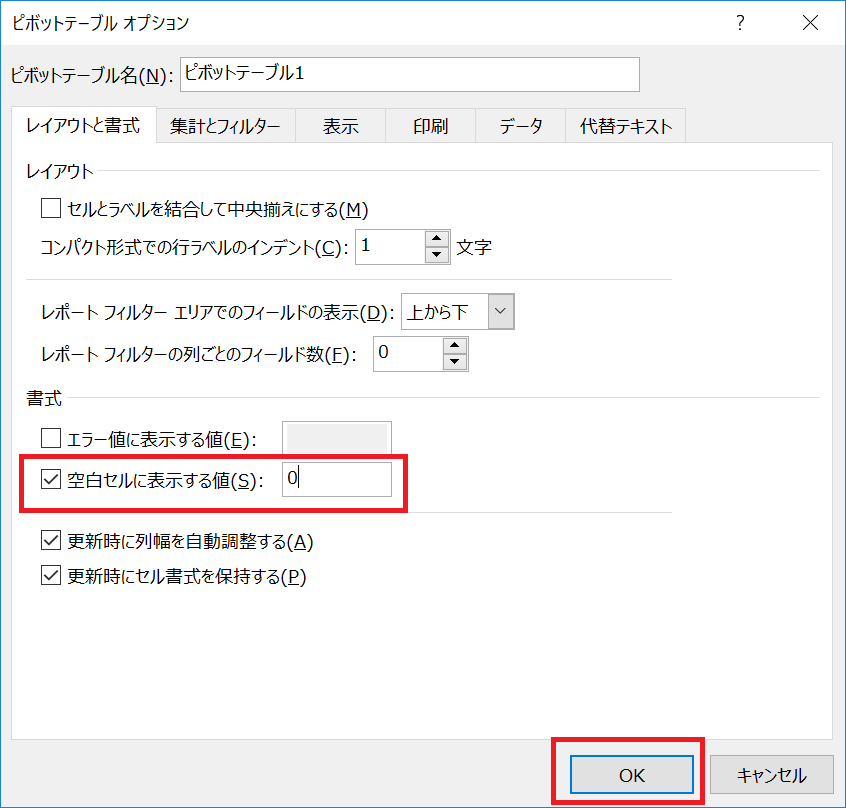 ピボットテーブル オプション ?
ピボットテーブル名(N): ピボットテーブル1
レイアウトと書式 集計とフィルター 表示 印刷 データ 代替テキスト
レイアウト
セルとラベルを結合して中央揃えにする(M)
コンパクト形式での行ラベルのインデント(C): 1 文字
レポート フィルター エリアでのフィールドの表示(D): 上から下
レポート フィルターの列ごとのフィールド数(F): 0
書式
エラー値に表示する値(E):
空白セルに表示する値(S): 0
更新時に列幅を自動調整する(A)
更新時にセル書式を保持する(P)
OK キャンセル